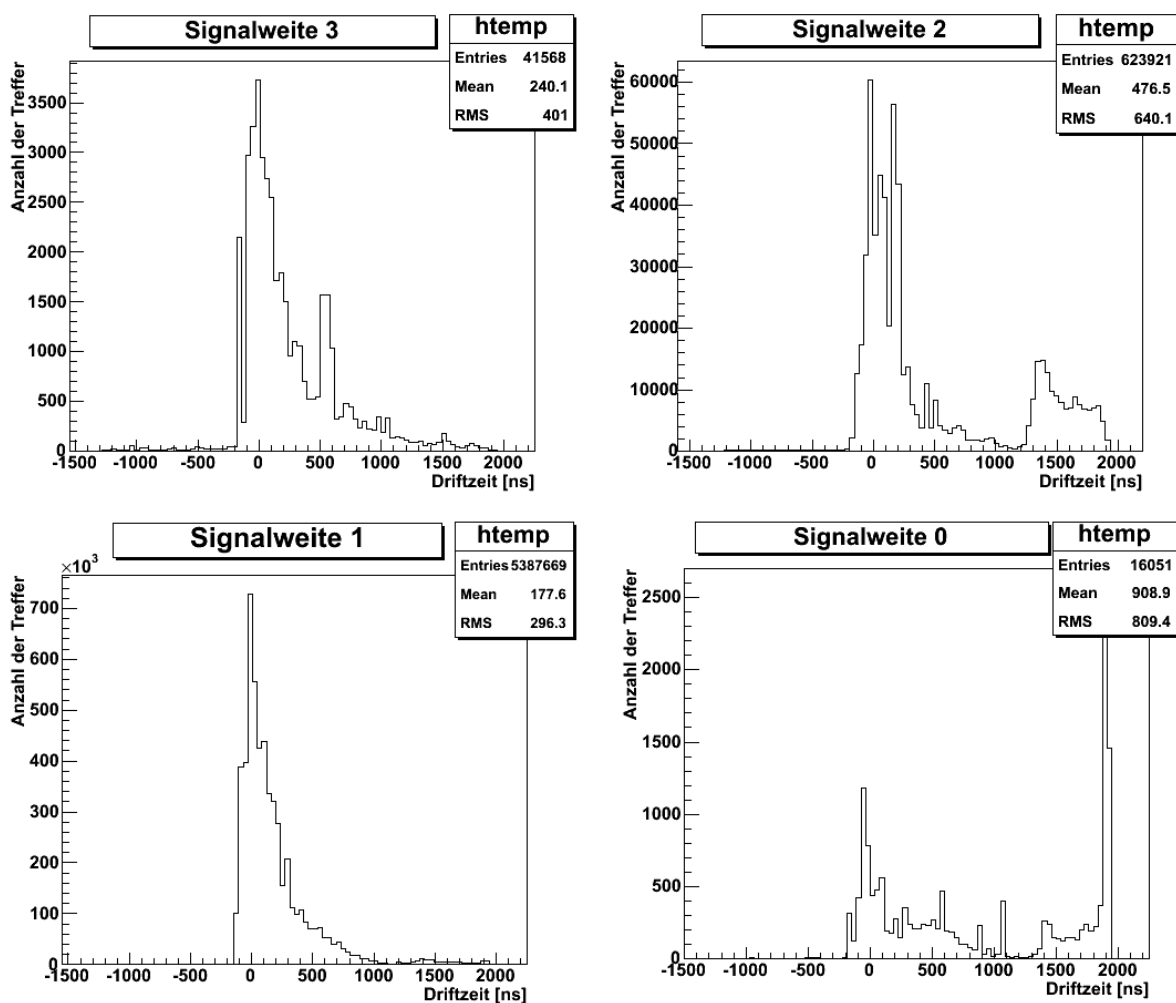 Signalweite 3
htemp
Entries 41568
Mean 240.1
RMS 401
Anzahl der Treffer
3500
3000
2500
2000
1500
1000
500
0
-1500 -1000 -500 0 500 1000 1500 2000
Driftzeit [ns]
Signalweite 2
htemp
Entries 623921
Mean 476.5
RMS 640.1
Anzahl der Treffer
60000
50000
40000
30000
20000
10000
0
-1500 -1000 -500 0 500 1000 1500 2000
Driftzeit [ns]
Signalweite 1
htemp
Entries 5387669
Mean 177.6
RMS 296.3
×10³
Anzahl der Treffer
700
600
500
400
300
200
100
0
-1500 -1000 -500 0 500 1000 1500 2000
Driftzeit [ns]
Signalweite 0
htemp
Entries 16051
Mean 908.9
RMS 809.4
Anzahl der Treffer
2500
2000
1500
1000
500
0
-1500 -1000 -500 0 500 1000 1500 2000
Driftzeit [ns]